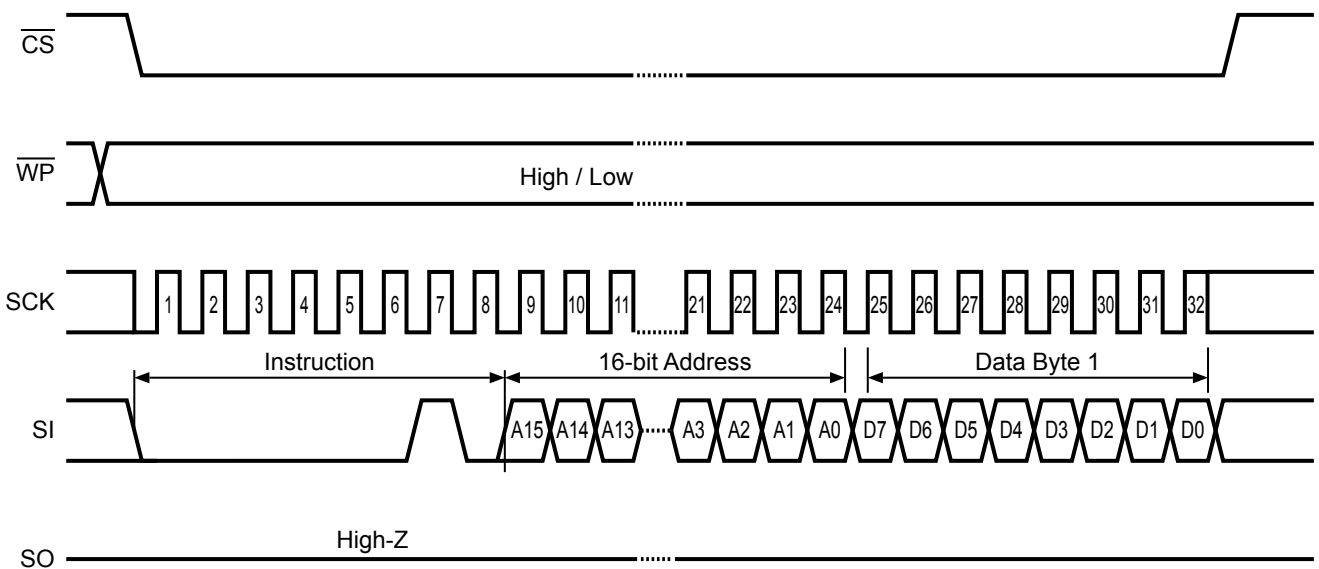 CS
WP
High / Low
SCK 1 2 3 4 5 6 7 8 9 10 11 21 22 23 24 25 26 27 28 29 30 31 32
Instruction 16-bit Address Data Byte 1
SI A15 A14 A13 A3 A2 A1 A0 D7 D6 D5 D4 D3 D2 D1 D0
High-Z
SO